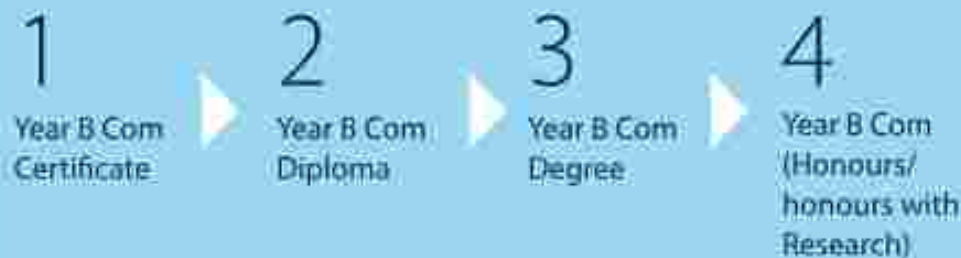 1
Year B Com
Certificate
2
Year B Com
Diploma
3
Year B Com
Degree
4
Year B Com
(Honours/
honours with
Research)